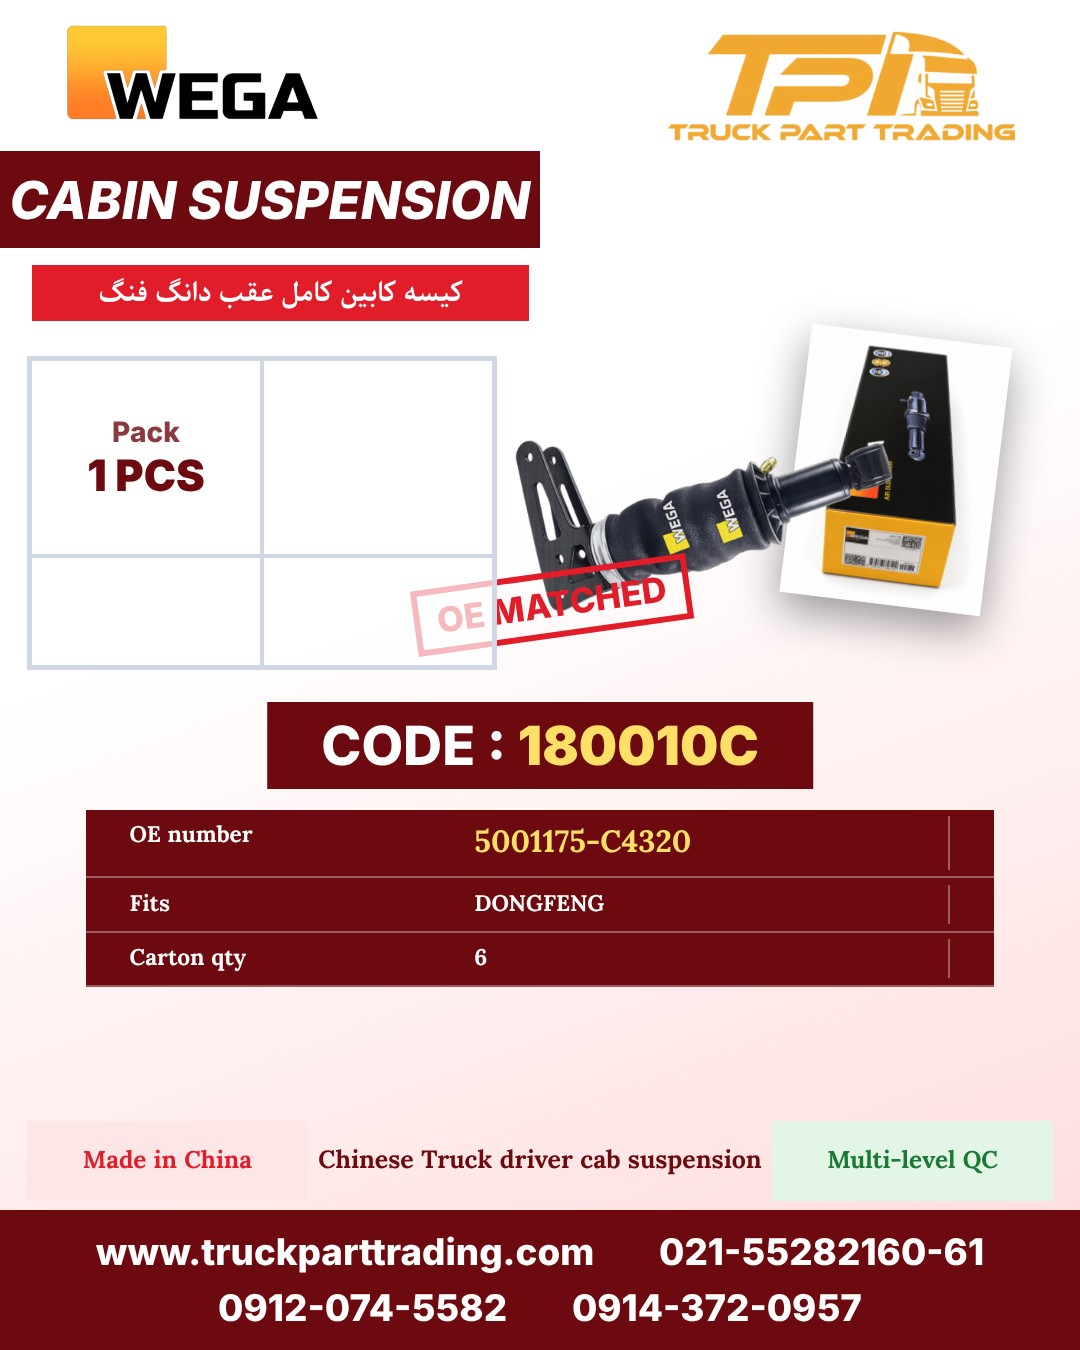 WEGA
TPI
TRUCK PART TRADING
CABIN SUSPENSION
کیسه کابین کامل عقب دانگ فنگ
Pack
1 PCS
WEGA
WEGA
WEGA
OE MATCHED
CODE : 180010C
OE number 5001175-C4320
Fits DONGFENG
Carton qty 6
Made in China
Chinese Truck driver cab suspension
Multi-level QC
www.truckparttrading.com 021-55282160-61
0912-074-5582 0914-372-0957